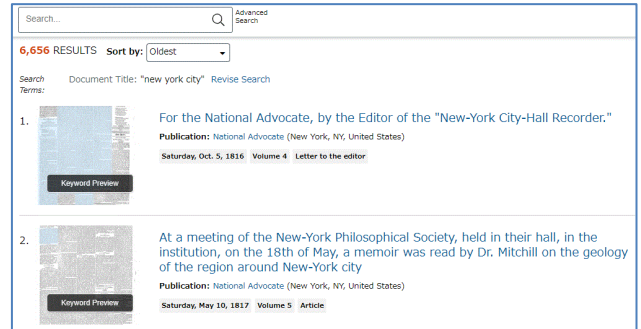 Search...
Advanced
Search
6,656 RESULTS Sort by: Oldest
Search
Terms:
Document Title: "new york city" Revise Search
1.
For the National Advocate, by the Editor of the "New-York City-Hall Recorder."
Publication: National Advocate (New York, NY, United States)
Saturday, Oct. 5, 1816 Volume 4 Letter to the editor
Keyword Preview
2.
At a meeting of the New-York Philosophical Society, held in their hall, in the
institution, on the 18th of May, a memoir was read by Dr. Mitchill on the geology
of the region around New-York city
Publication: National Advocate (New York, NY, United States)
Saturday, May 10, 1817 Volume 5 Article
Keyword Preview